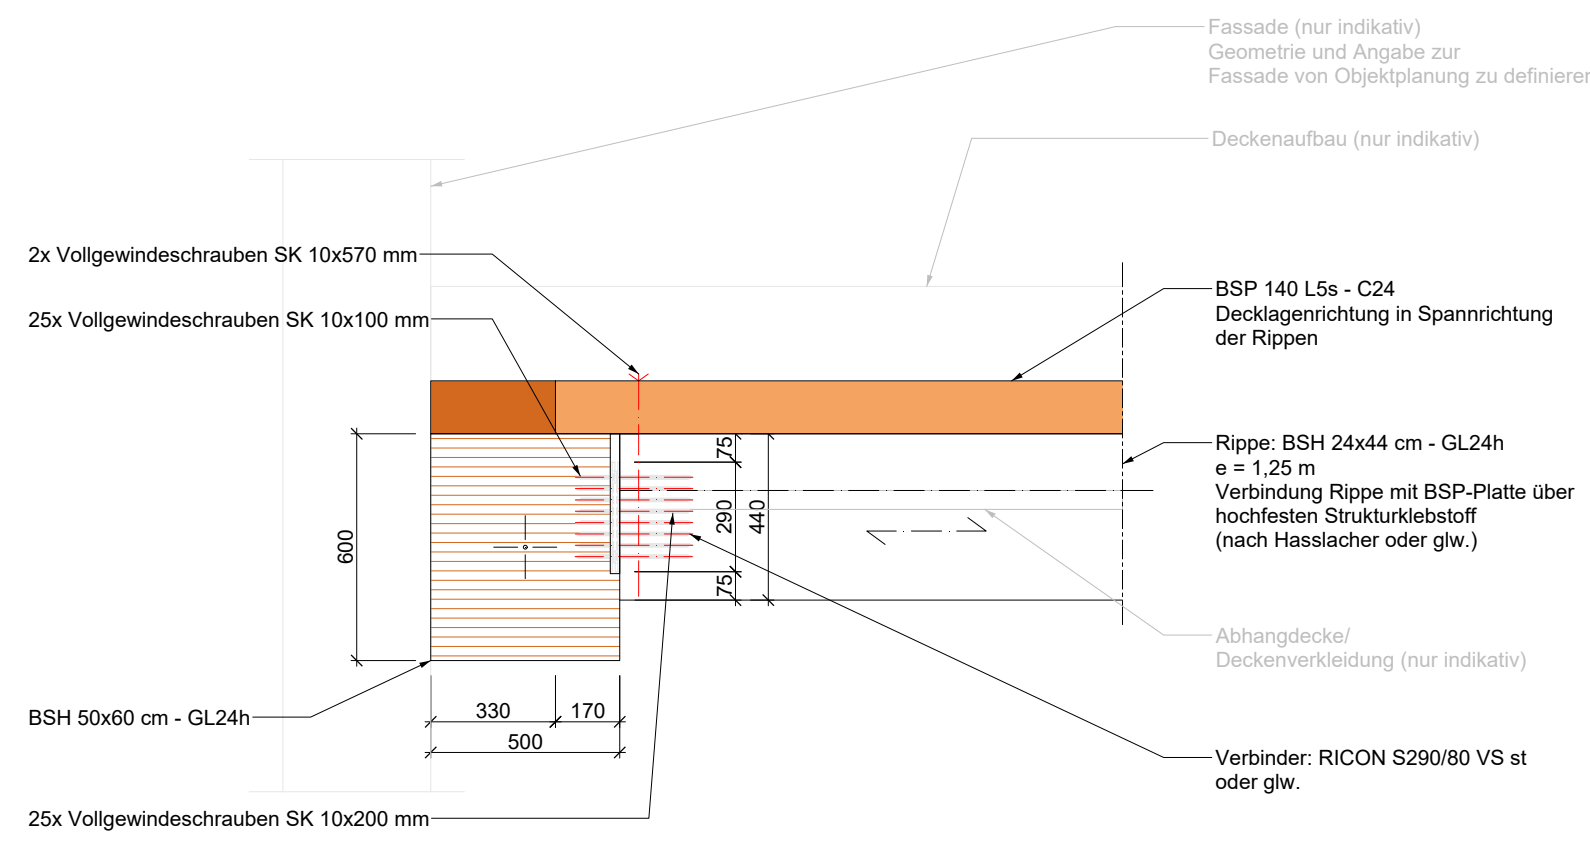 Fassade (nur indikativ)
Geometrie und Angabe zur
Fassade von Objektplanung zu definieren
Deckenaufbau (nur indikativ)
2x Vollgewindeschrauben SK 10x570 mm
25x Vollgewindeschrauben SK 10x100 mm
BSP 140 L5s - C24
Decklagenrichtung in Spannrichtung
der Rippen
Rippe: BSH 24x44 cm - GL24h
e = 1,25 m
Verbindung Rippe mit BSP-Platte über
hochfesten Strukturklebstoff
(nach Hasslacher oder glw.)
75
290
440
75
600
Abhangdecke/
Deckenverkleidung (nur indikativ)
BSH 50x60 cm - GL24h
330
170
500
Verbinder: RICON S290/80 VS st
oder glw.
25x Vollgewindeschrauben SK 10x200 mm